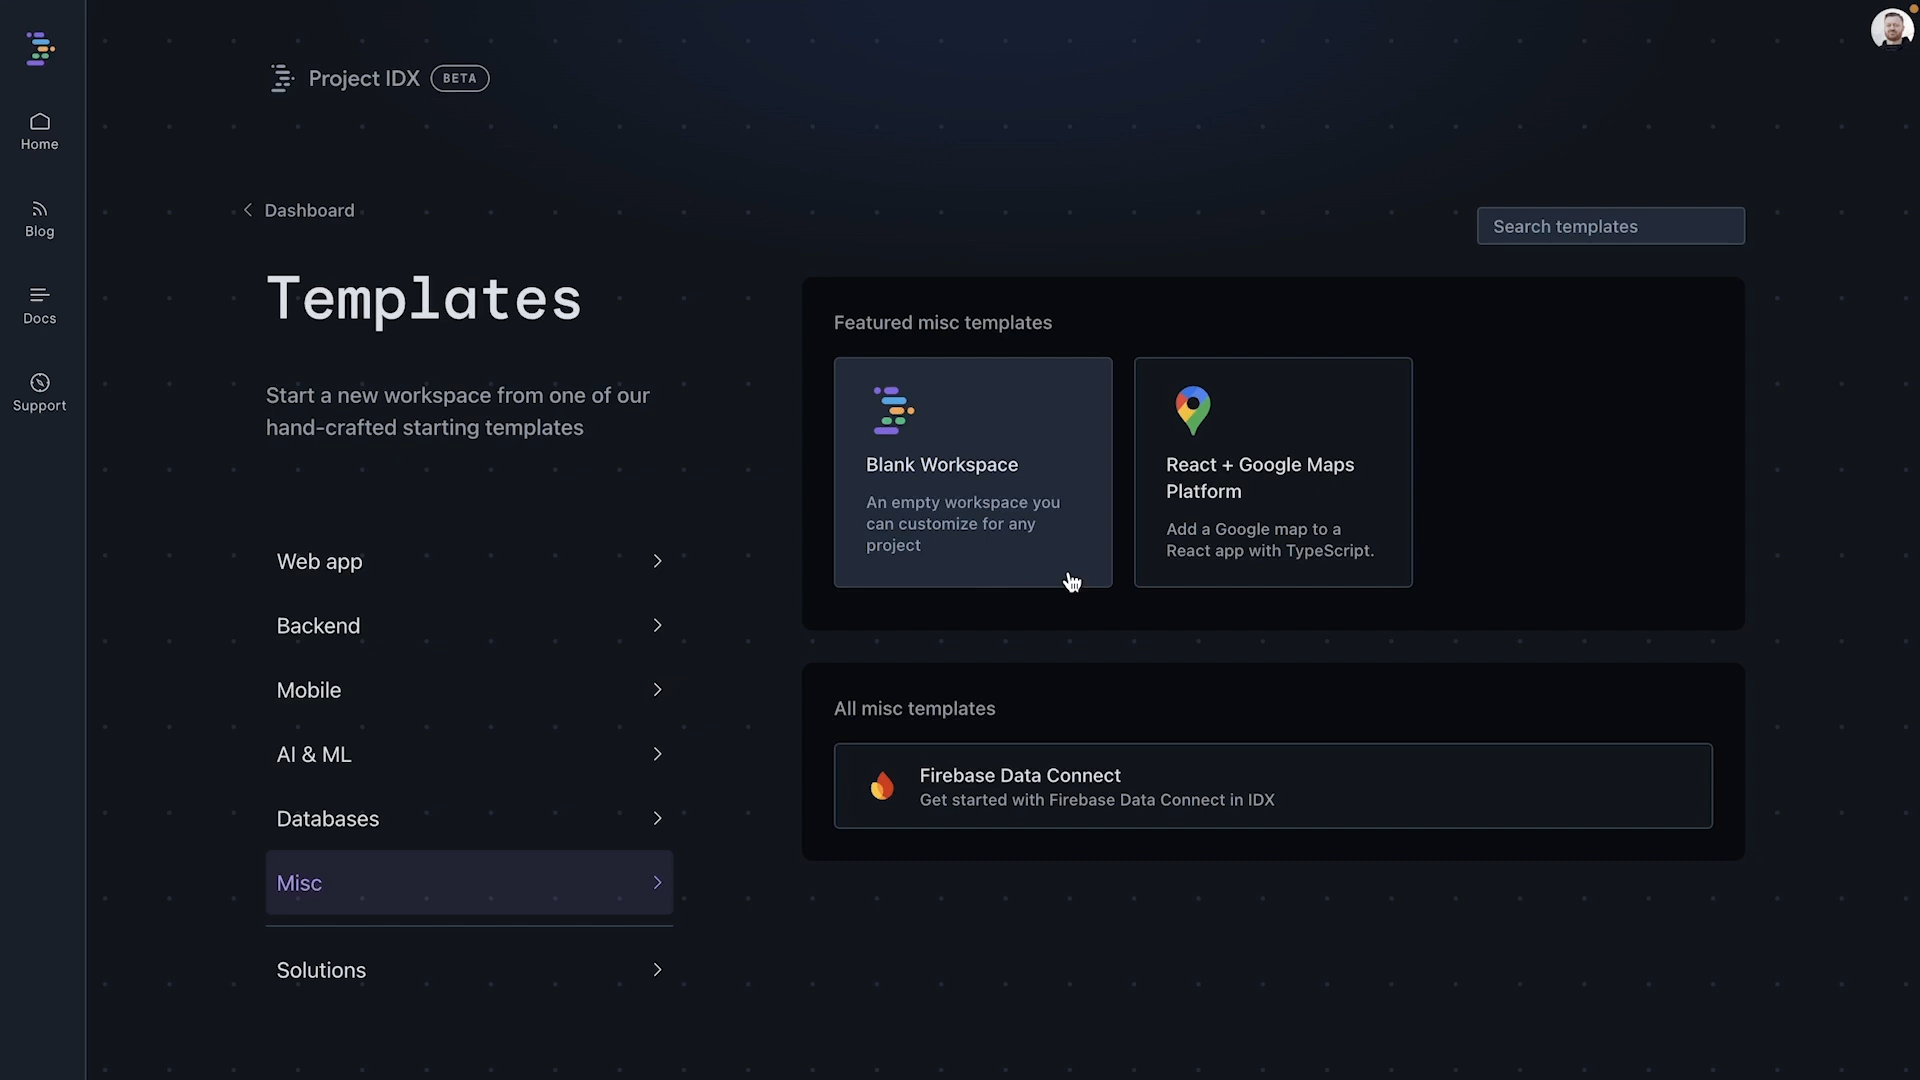 Project IDX BETA
Home
Blog
Docs
Support
Dashboard
Search templates
Templates
Start a new workspace from one of our
hand-crafted starting templates
Web app
Backend
Mobile
AI & ML
Databases
Misc
Solutions
Featured misc templates
Blank Workspace
An empty workspace you
can customize for any
project
React + Google Maps
Platform
Add a Google map to a
React app with TypeScript.
All misc templates
Firebase Data Connect
Get started with Firebase Data Connect in IDX